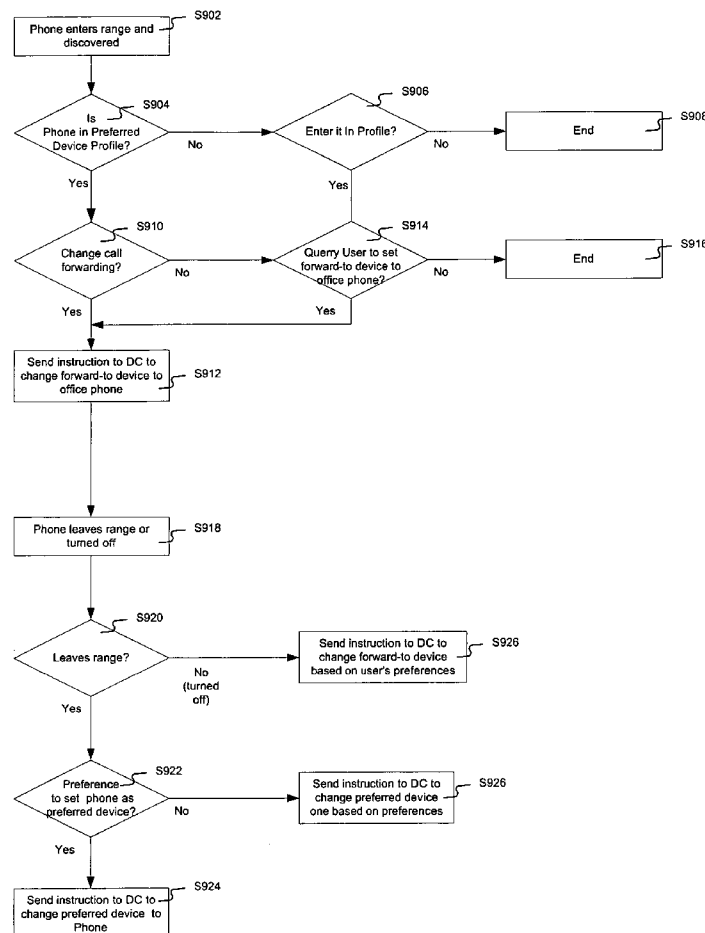 S902
Phone enters range and
discovered
S904
Is
Phone in Preferred
Device Profile?
No
Yes
S906
Enter it In Profile?
No
Yes
S908
End
S910
Change call
forwarding?
No
Yes
S914
Querry User to set
forward-to device to
office phone?
No
Yes
S916
End
Send instruction to DC to
change forward-to device to
office phone
S912
Phone leaves range or
turned off
S918
S920
Leaves range?
No
(turned
off)
Yes
Send instruction to DC to
change forward-to device
based on user's preferences
S926
S922
Preference
to set phone as
preferred device?
No
Yes
Send instruction to DC to
change preferred device
one based on preferences
S926
S924
Send instruction to DC to
change preferred device to
Phone